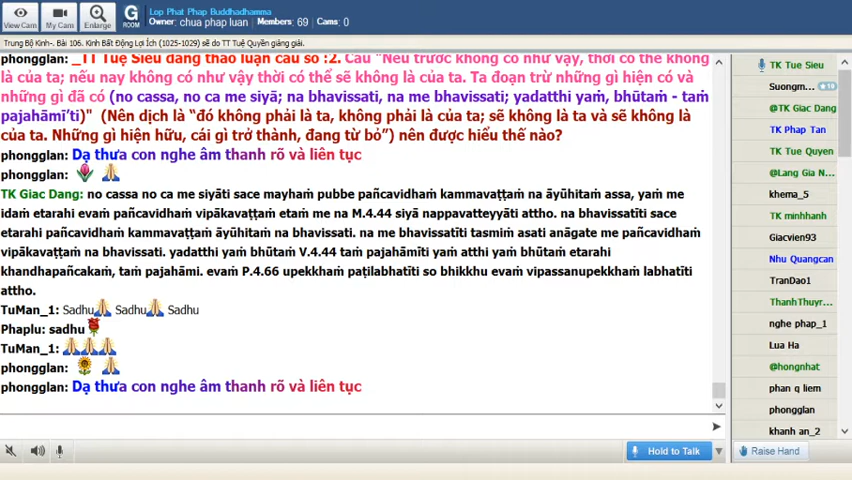 Lop Phat Phap Buddhadhamma
Owner: chua phap luan Members: 69 Cams: 0
View Cam
My Cam
Enlarge
G
ROOM
Trung Bộ Kinh-. Bài 106. Kinh Bất Động Lợi Ích (1025-1029) sẽ do TT Tuệ Quyền giảng giải.
phongglan: _TT Tuệ Siêu đang thảo luận câu số :2. Câu "Nếu trước không có như vậy, thời có thể không
là của ta; nếu nay không có như vậy thời có thể sẽ không là của ta. Ta đoạn trừ những gì hiện có và
những gì đã có (no cassa, no ca me siyā; na bhavissati, na me bhavissati; yadatthi yaṃ, bhūtaṃ - taṃ
pajahāmī'ti)" (Nên dịch là “đó không phải là ta, không phải là của ta; sẽ không là ta và sẽ không là
của ta. Những gì hiện hữu, cái gì trở thành, đang từ bỏ”) nên được hiểu thế nào?
phongglan: Dạ thưa con nghe âm thanh rõ và liên tục
phongglan:
TK Giac Dang: no cassa no ca me siyāti sace mayhaṁ pubbe pañcavidhaṁ kammavaṭṭaṁ na āyūhitaṁ assa, yaṁ me
idaṁ etarahi evaṁ pañcavidhaṁ vipākavaṭṭaṁ etaṁ me na M.4.44 siyā nappavatteyyāti attho. na bhavissatīti sace
etarahi pañcavidhaṁ kammavaṭṭaṁ āyūhitaṁ na bhavissati. na me bhavissatīti tasmiṁ asati anāgate me pañcavidhaṁ
vipākavaṭṭaṁ na bhavissati. yadatthi yaṁ bhūtaṁ V.4.44 taṁ pajahāmīti yaṁ atthi yaṁ bhūtaṁ etarahi
khandhapañcakaṁ, taṁ pajahāmi. evaṁ P.4.66 upekkhaṁ paṭilabhatīti so bhikkhu evaṁ vipassanupekkhaṁ labhatīti
attho.
TuMan_1: Sadhu Sadhu Sadhu
Phaplu: sadhu
TuMan_1:
phongglan:
phongglan: Dạ thưa con nghe âm thanh rõ và liên tục
Hold to Talk
TK Tue Sieu
Suongm...
+10
@TK Giac Dang
TK Phap Tan
TK Tue Quyen
@Lang Gia N...
khema_5
TK minhhanh
Giacvien93
Nhu Quangcan
TranDao1
ThanhThuyr...
nghe phap_1
Lua Ha
@hongnhat
phan q liem
phongglan
khanh an_2
Raise Hand